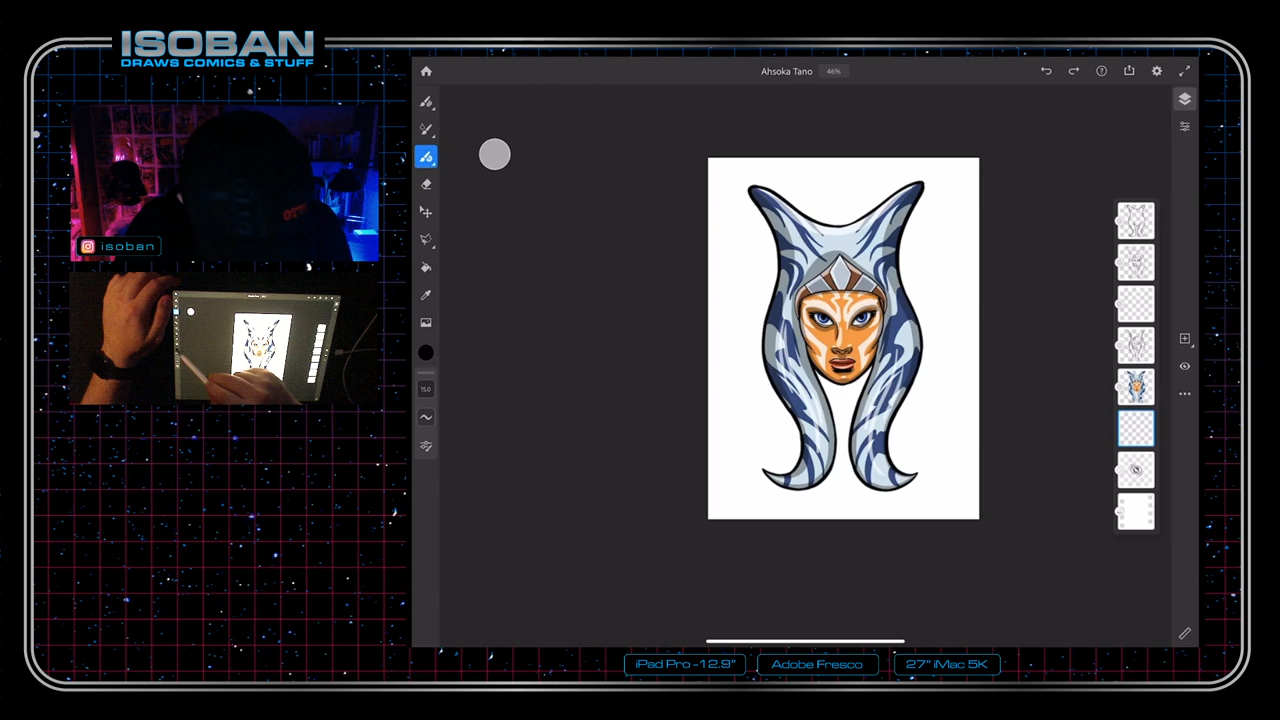 ISOBAN
DRAWS COMICS & STUFF
Ahsoka Tano
46%
isoban
15.0
iPad Pro -12.9"
Adobe Fresco
27" iMac 5K